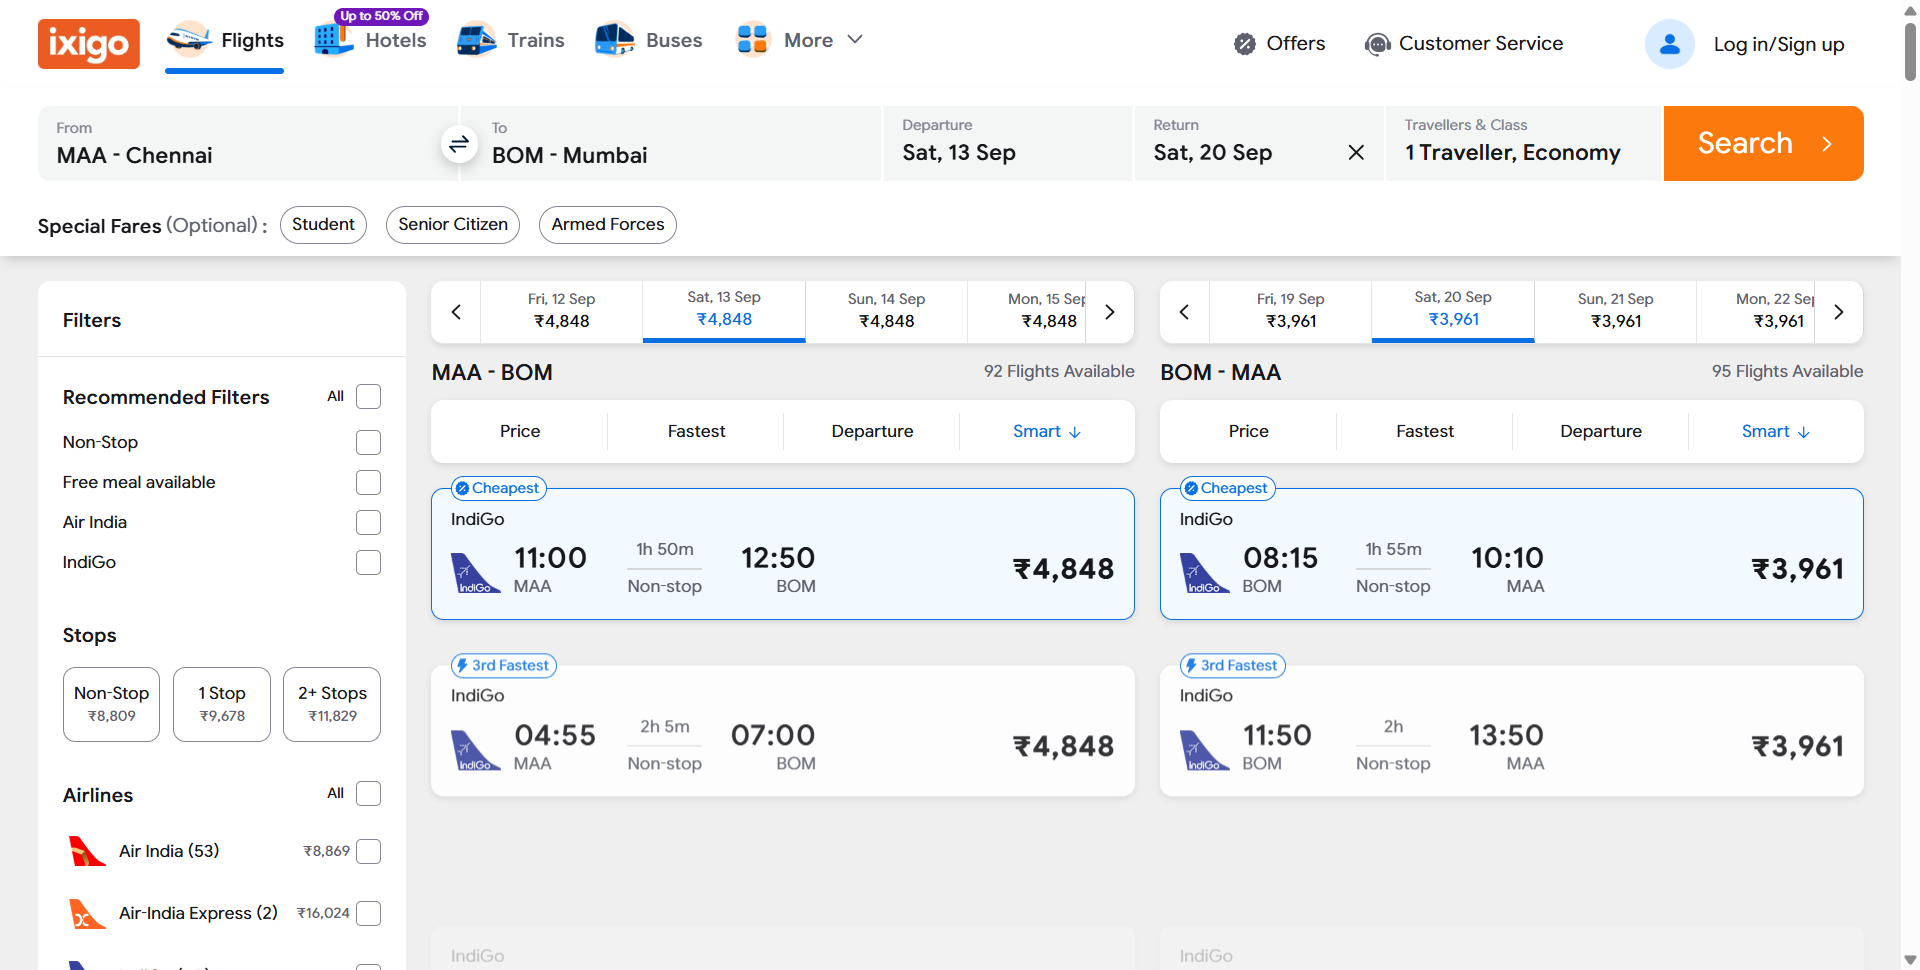 ixigo
Flights
Up to 50% Off
Hotels
Trains
Buses
More
Offers
Customer Service
Log in/Sign up
From
MAA - Chennai
To
BOM - Mumbai
Departure
Sat, 13 Sep
Return
Sat, 20 Sep
Travellers & Class
1 Traveller, Economy
Search
Special Fares (Optional) :
Student
Senior Citizen
Armed Forces
Filters
Recommended Filters
All
Non-Stop
Free meal available
Air India
IndiGo
Stops
Non-Stop
₹8,809
1 Stop
₹9,678
2+ Stops
₹11,829
Airlines
All
Air India (53)
₹8,869
Air-India Express (2)
₹16,024
Fri, 12 Sep
₹4,848
Sat, 13 Sep
₹4,848
Sun, 14 Sep
₹4,848
Mon, 15 Sep
₹4,848
MAA - BOM
92 Flights Available
Price
Fastest
Departure
Smart
Cheapest
IndiGo
IndiGo
11:00
MAA
1h 50m
Non-stop
12:50
BOM
₹4,848
3rd Fastest
IndiGo
IndiGo
04:55
MAA
2h 5m
Non-stop
07:00
BOM
₹4,848
IndiGo
Fri, 19 Sep
₹3,961
Sat, 20 Sep
₹3,961
Sun, 21 Sep
₹3,961
Mon, 22 Sep
₹3,961
BOM - MAA
95 Flights Available
Price
Fastest
Departure
Smart
Cheapest
IndiGo
IndiGo
08:15
BOM
1h 55m
Non-stop
10:10
MAA
₹3,961
3rd Fastest
IndiGo
IndiGo
11:50
BOM
2h
Non-stop
13:50
MAA
₹3,961
IndiGo